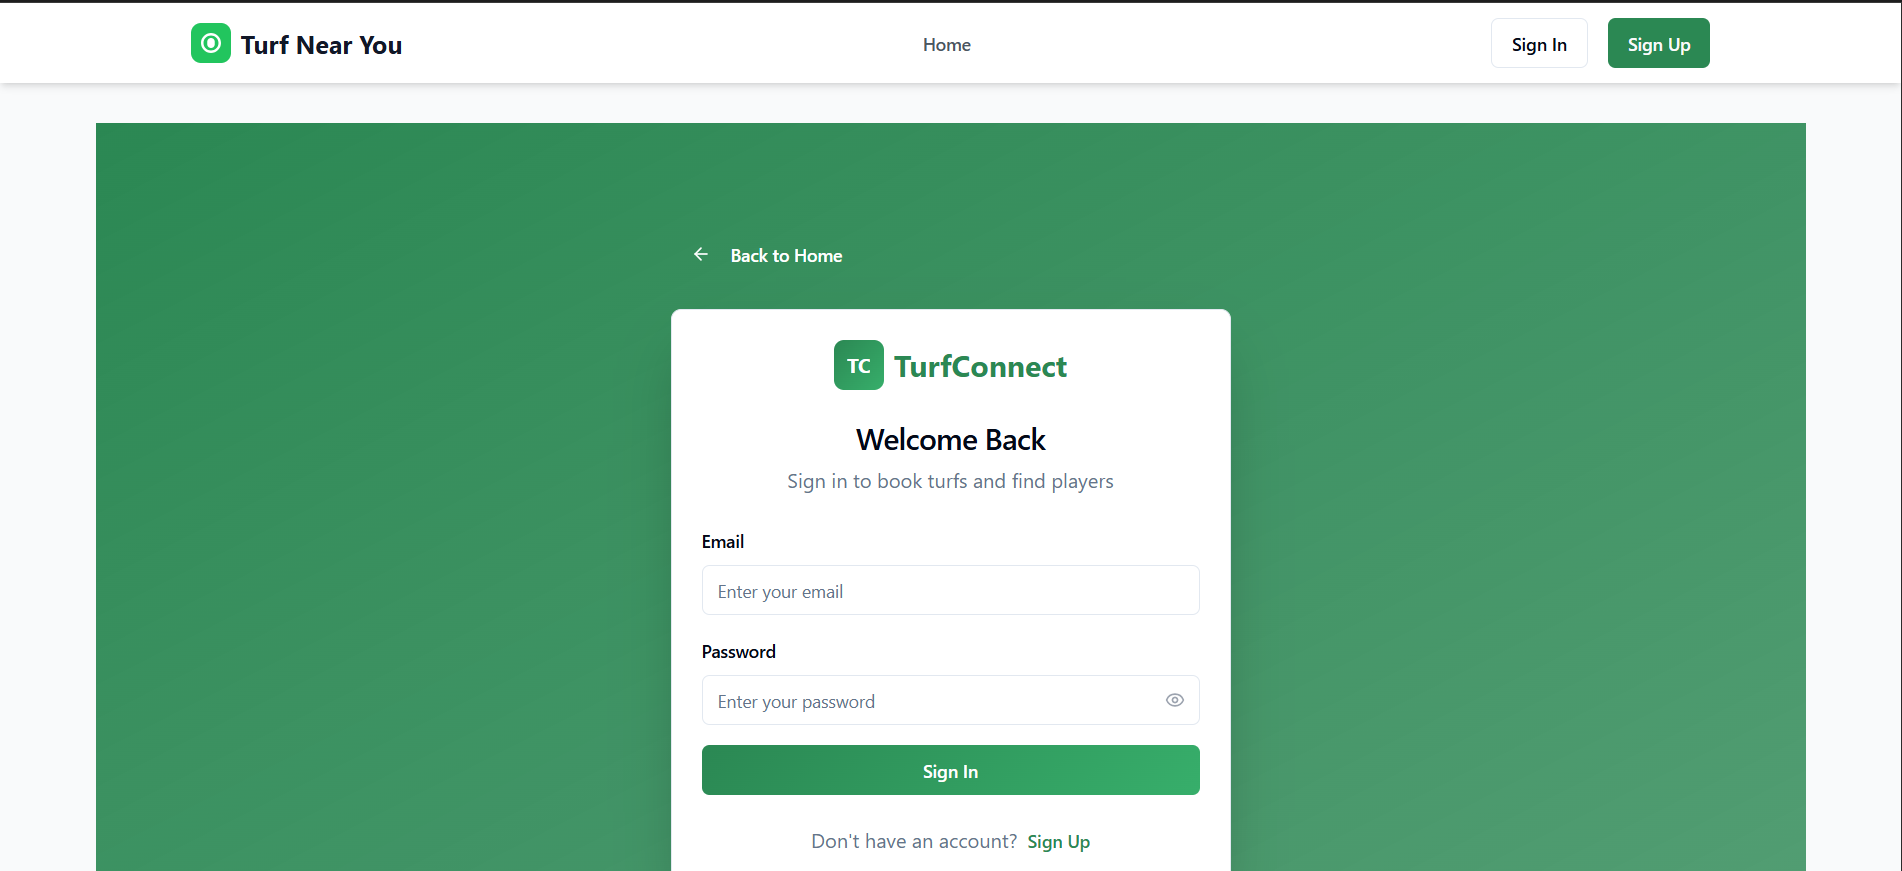 Turf Near You
Home
Sign In
Sign Up
Back to Home
TC TurfConnect
Welcome Back
Sign in to book turfs and find players
Email
Enter your email
Password
Enter your password
Sign In
Don't have an account? Sign Up